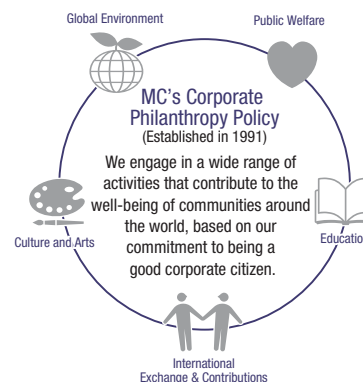 Global Environment
Public Welfare
MC's Corporate
Philanthropy Policy
(Established in 1991)
We engage in a wide range of
activities that contribute to the
well-being of communities around
the world, based on our
commitment to being a
good corporate citizen.
Culture and Arts
Educatio
International
Exchange & Contributions